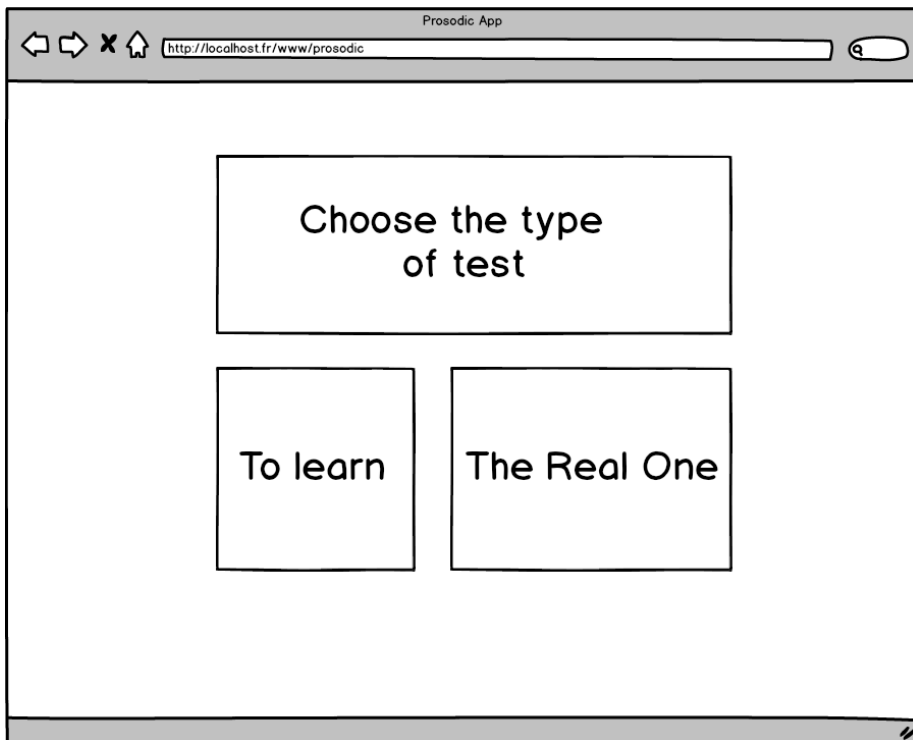 Prosodic App
http://localhost.fr/www/prosodic
Choose the type
of test
To learn
The Real One